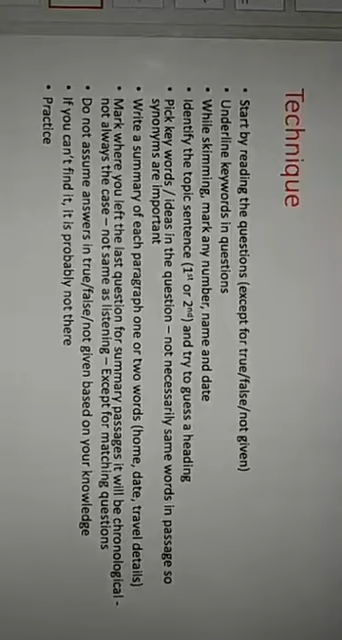 Technique
• Start by reading the questions (except for true/false/not given)
• Underline keywords in questions
• While skimming, mark any number, name and date
• Identify the topic sentence (1st or 2nd) and try to guess a heading
• Pick key words / ideas in the question – not necessarily same words in passage so
synonyms are important
• Write a summary of each paragraph one or two words (home, date, travel details)
• Mark where you left the last question for summary passages it will be chronological -
not always the case – not same as listening – Except for matching questions
• Do not assume answers in true/false/not given based on your knowledge
• If you can't find it, it is probably not there
• Practice